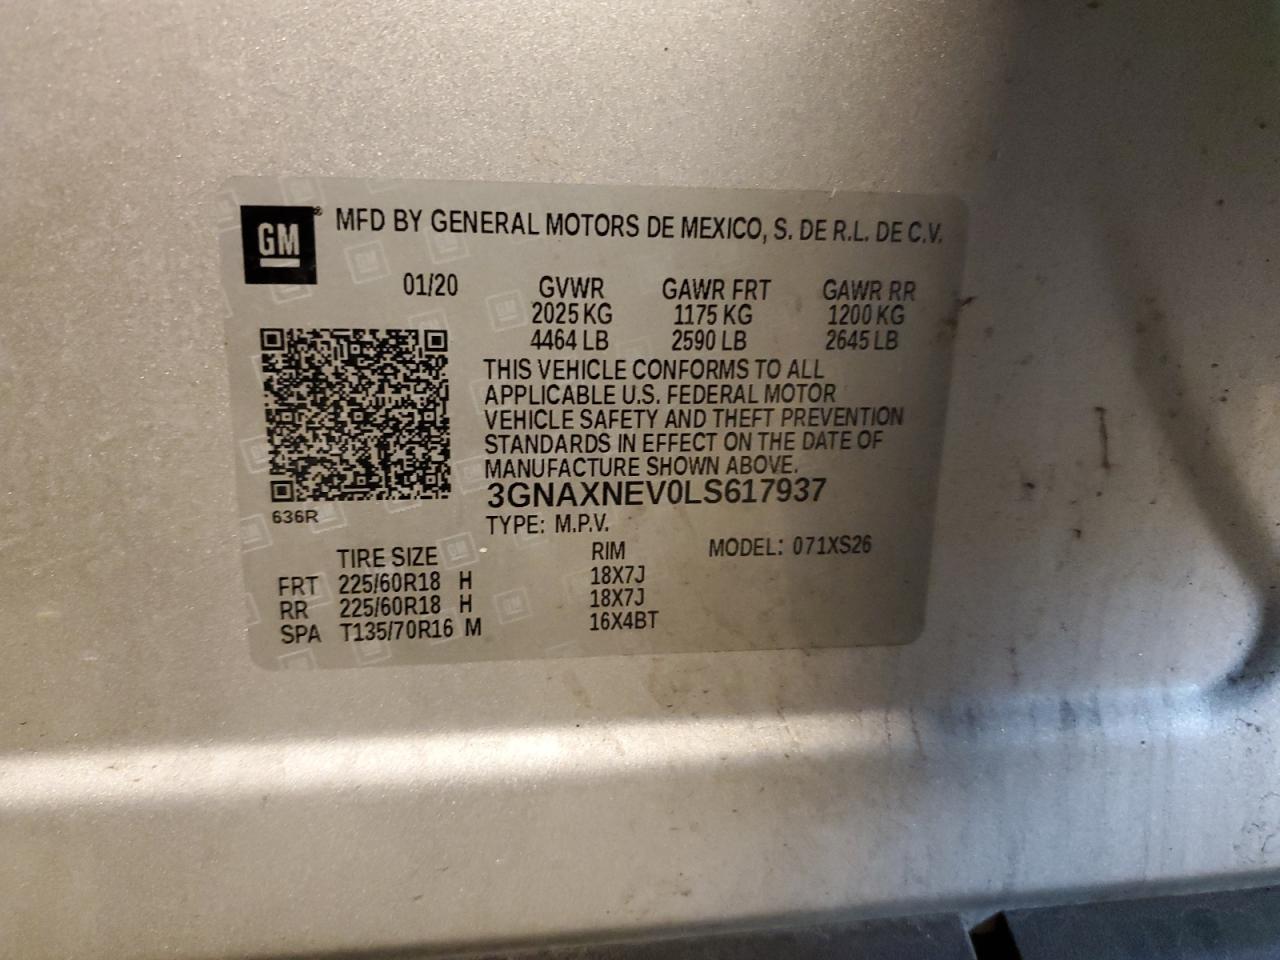 GM®
MFD BY GENERAL MOTORS DE MEXICO, S. DE R.L. DE C.V.
01/20 GVWR GAWR FRT GAWR RR
2025 KG 1175 KG 1200 KG
4464 LB 2590 LB 2645 LB
THIS VEHICLE CONFORMS TO ALL
APPLICABLE U.S. FEDERAL MOTOR
VEHICLE SAFETY AND THEFT PREVENTION
STANDARDS IN EFFECT ON THE DATE OF
MANUFACTURE SHOWN ABOVE.
3GNAXNEV0LS617937
636R
TYPE: M.P.V.
TIRE SIZE RIM MODEL: 071XS26
FRT 225/60R18 H 18X7J
RR 225/60R18 H 18X7J
SPA T135/70R16 M 16X4BT